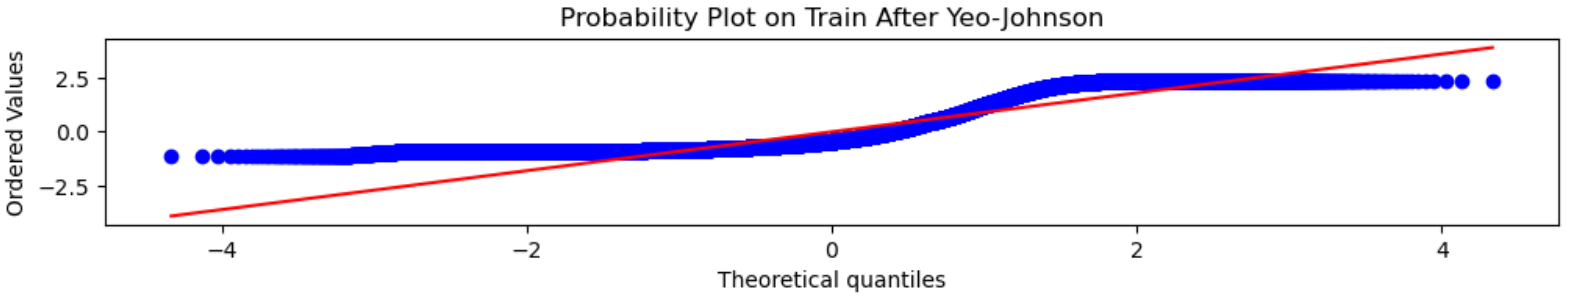 Probability Plot on Train After Yeo-Johnson
Ordered Values
2.5
0.0
−2.5
−4
−2
0
2
4
Theoretical quantiles